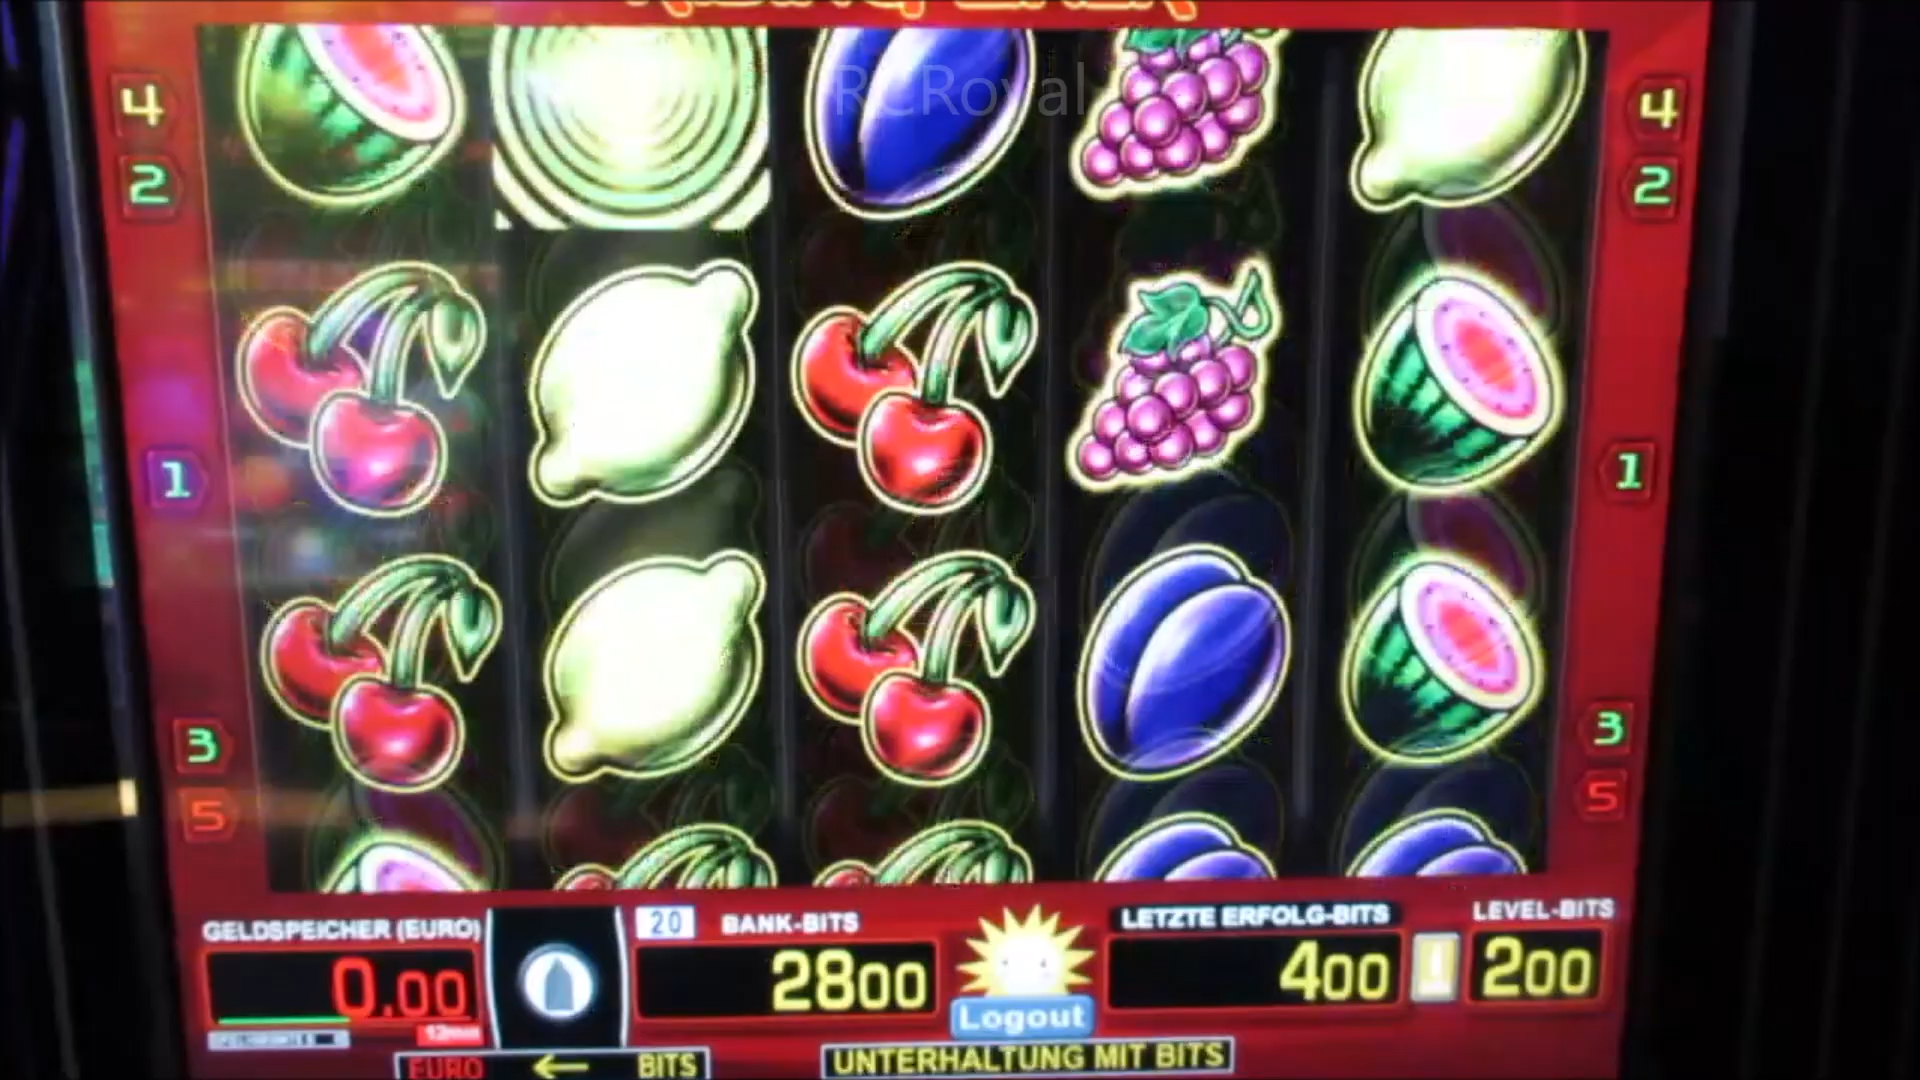 RCRoyal
4 4
2 2
1 1
3 3
5 5
GELDSPEICHER (EURO) 20 BANK-BITS LETZTE ERFOLG-BITS LEVEL-BITS
0.00 2800 400 200
Logout
12min
EURO ← BITS UNTERHALTUNG MIT BITS